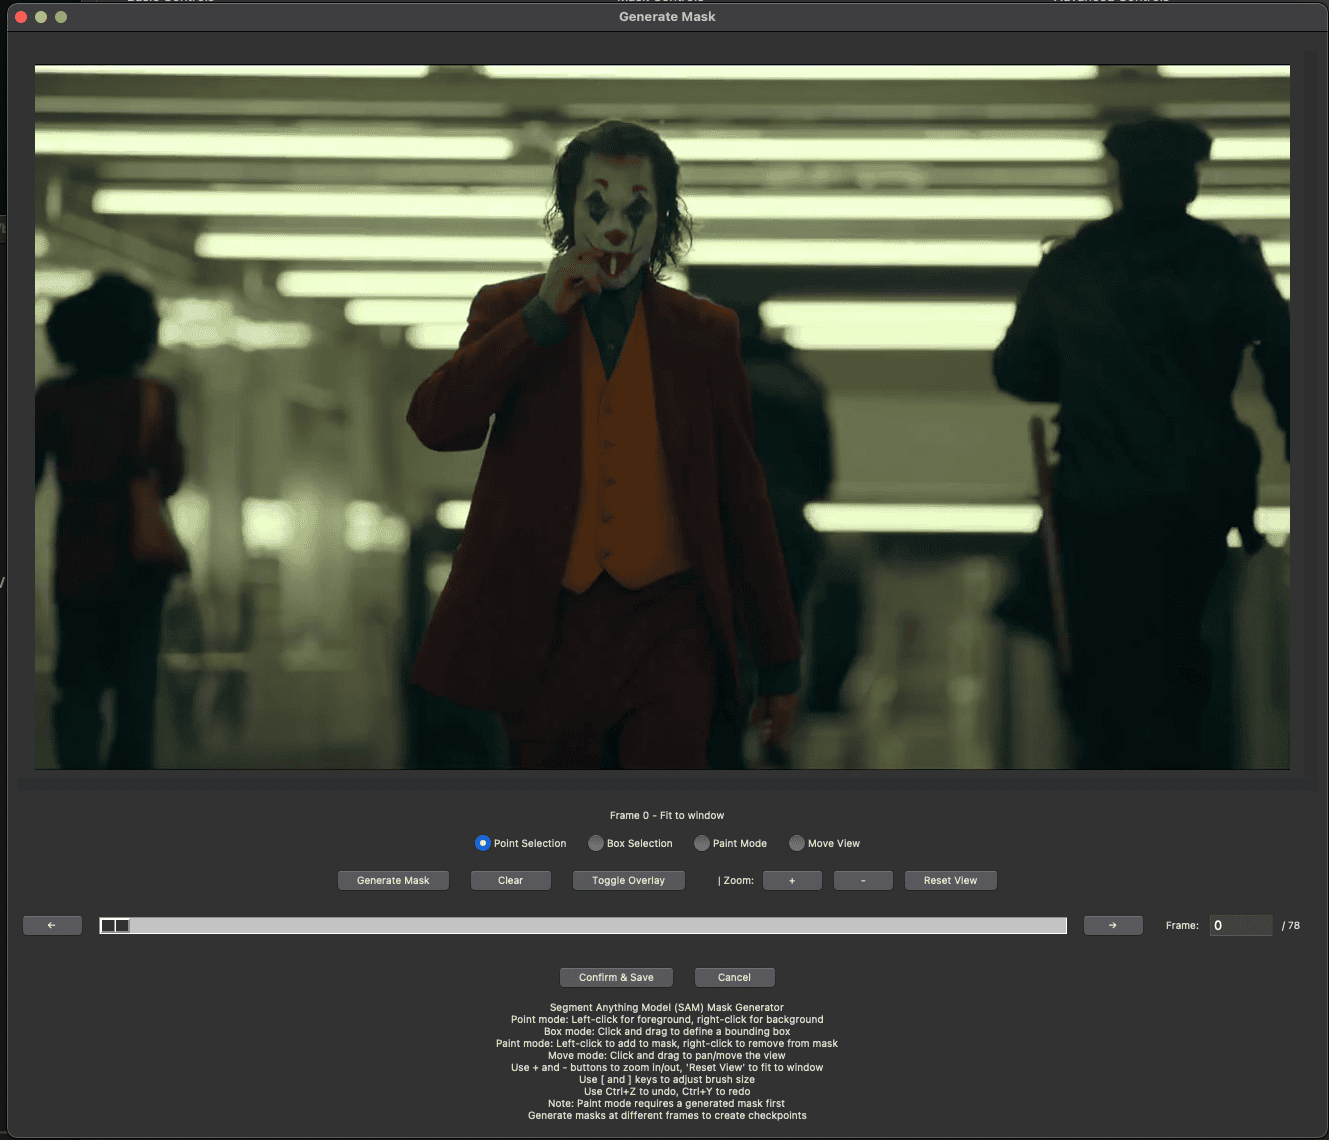 Generate Mask
Frame 0 - Fit to window
Point Selection Box Selection Paint Mode Move View
Generate Mask Clear Toggle Overlay | Zoom: + - Reset View
← → Frame: 0 / 78
Confirm & Save Cancel
Segment Anything Model (SAM) Mask Generator
Point mode: Left-click for foreground, right-click for background
Box mode: Click and drag to define a bounding box
Paint mode: Left-click to add to mask, right-click to remove from mask
Move mode: Click and drag to pan/move the view
Use + and - buttons to zoom in/out, 'Reset View' to fit to window
Use [ and ] keys to adjust brush size
Use Ctrl+Z to undo, Ctrl+Y to redo
Note: Paint mode requires a generated mask first
Generate masks at different frames to create checkpoints